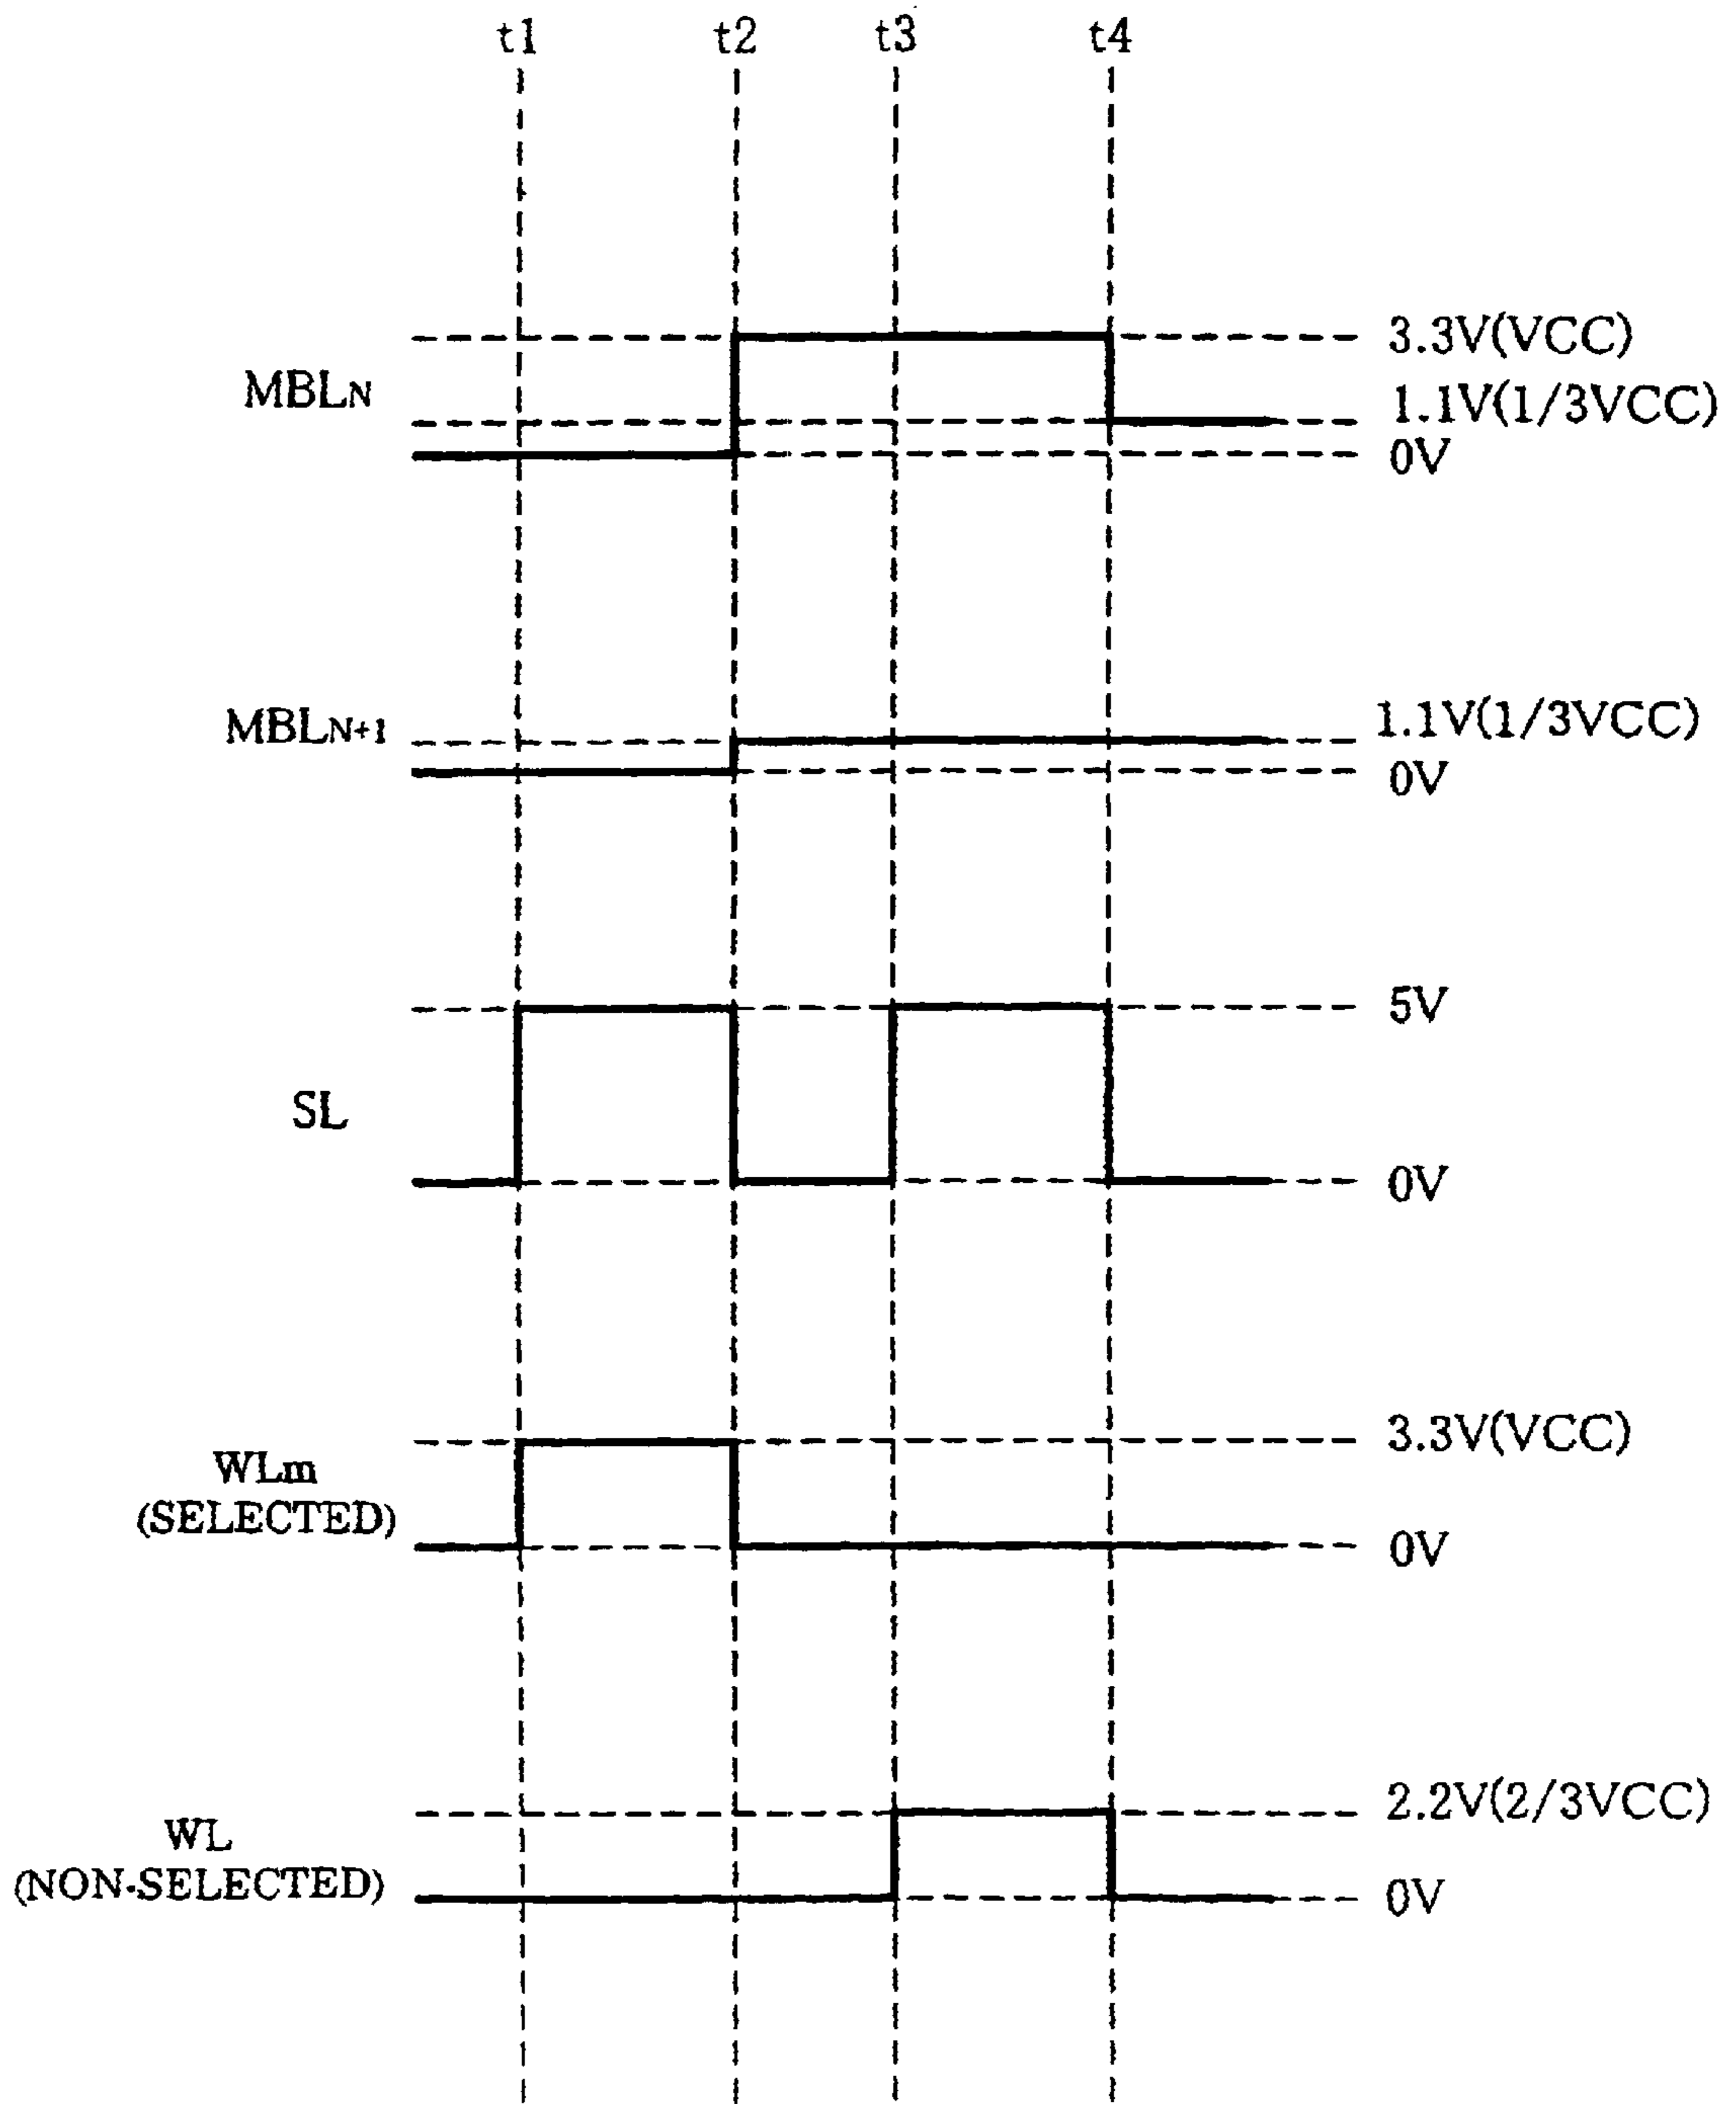 t1 t2 t3 t4
3.3V(VCC)
MBLN
1.1V(1/3VCC)
0V
MBLN+1
1.1V(1/3VCC)
0V
5V
SL
0V
3.3V(VCC)
WLm
(SELECTED)
0V
2.2V(2/3VCC)
WL
(NON-SELECTED)
0V